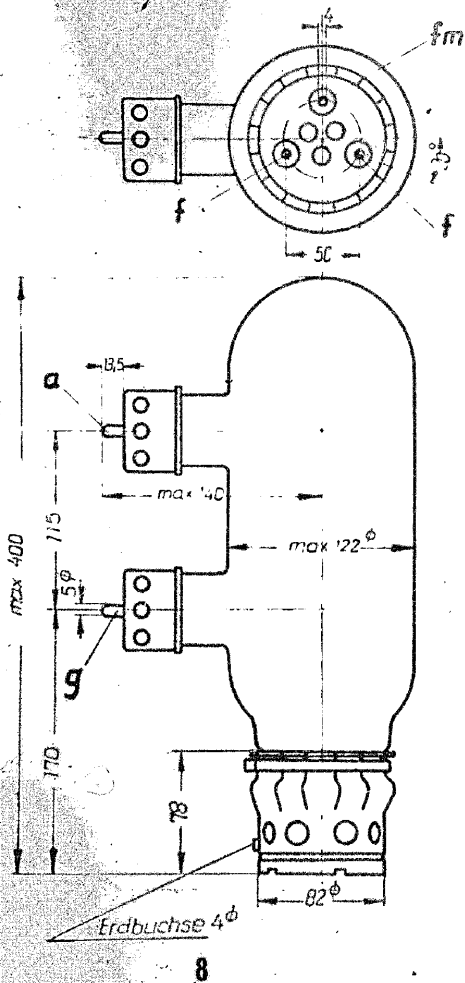 4
fm
f
f
50
13,5
a
max 140
max 400
115
max 122ϕ
5ϕ
g
170
78
82ϕ
Erdbuchse 4ϕ
8